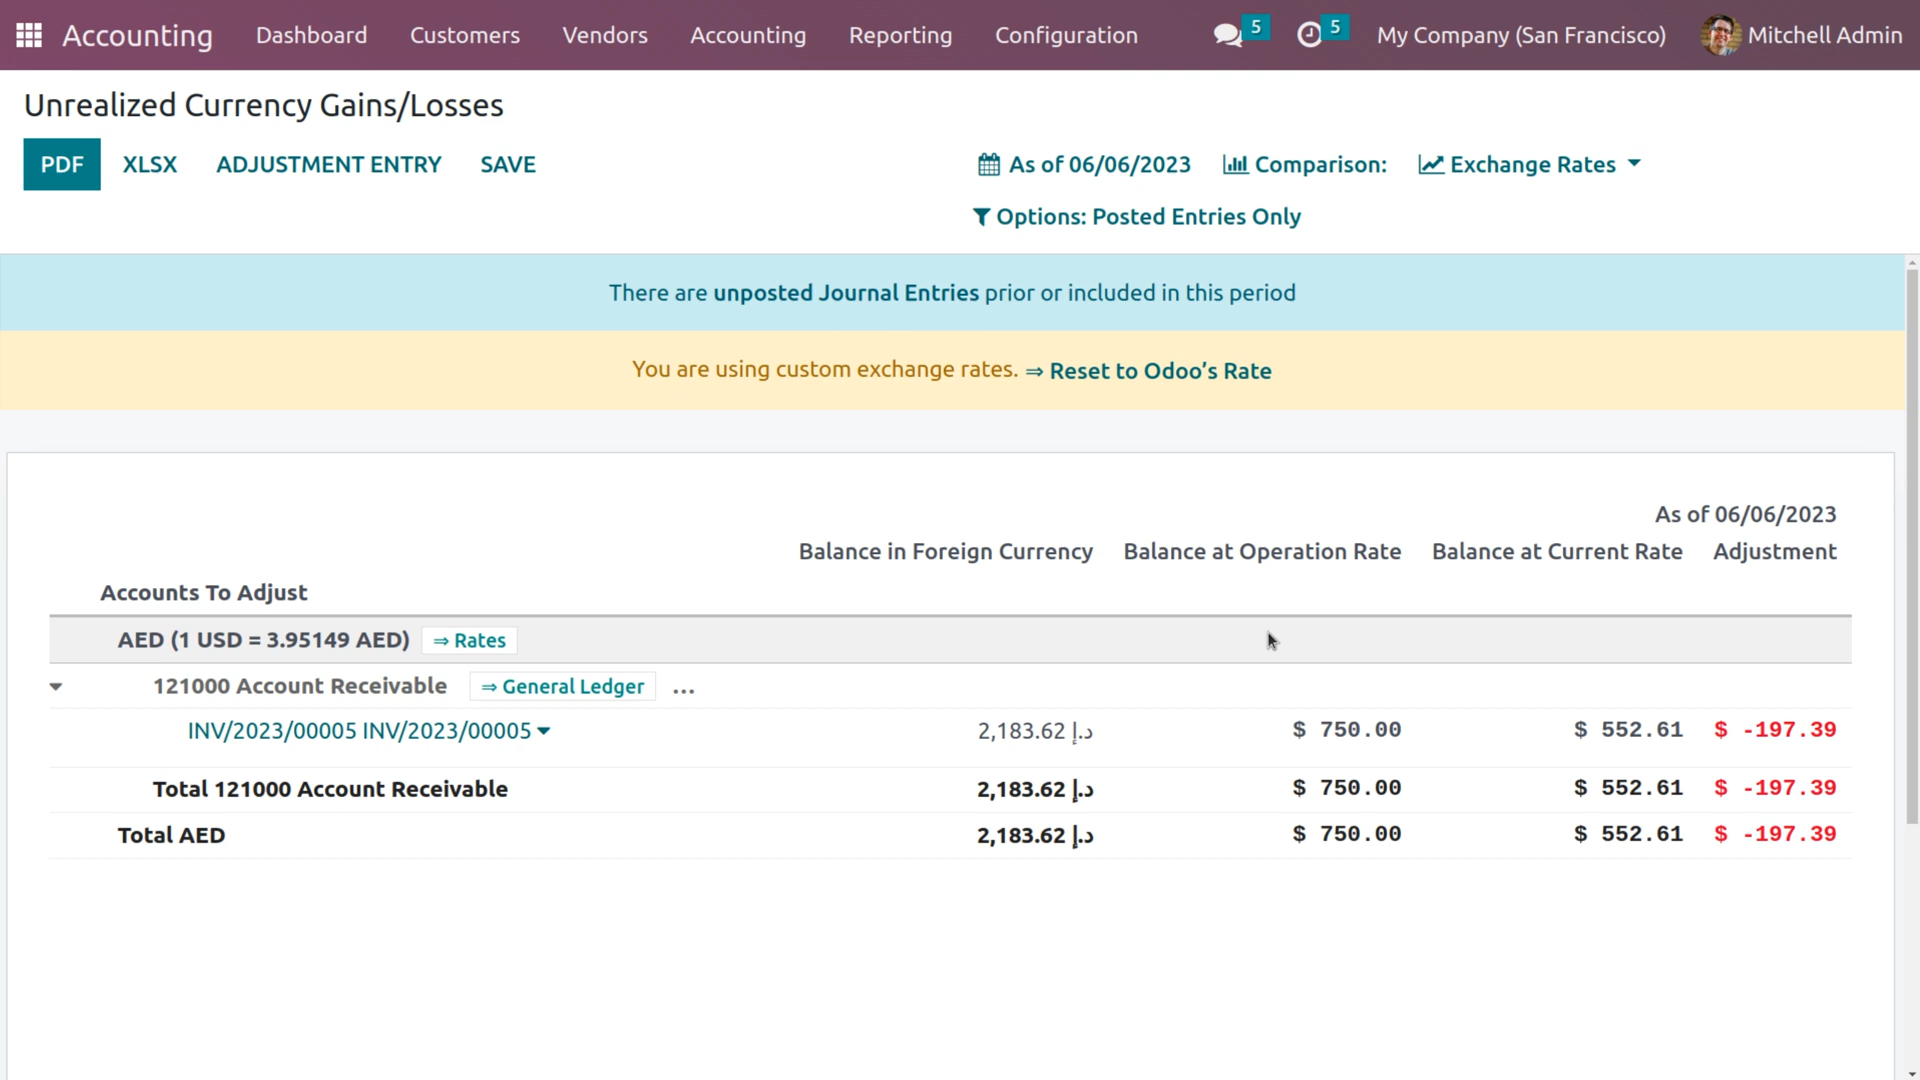 Accounting Dashboard Customers Vendors Accounting Reporting Configuration 5 5 My Company (San Francisco) Mitchell Admin
Unrealized Currency Gains/Losses
PDF XLSX ADJUSTMENT ENTRY SAVE As of 06/06/2023 Comparison: Exchange Rates
Options: Posted Entries Only
There are unposted Journal Entries prior or included in this period
You are using custom exchange rates. ⇒ Reset to Odoo’s Rate
As of 06/06/2023
Balance in Foreign Currency Balance at Operation Rate Balance at Current Rate Adjustment
Accounts To Adjust
AED (1 USD = 3.95149 AED) ⇒ Rates
121000 Account Receivable ⇒ General Ledger ...
INV/2023/00005 INV/2023/00005 2,183.62 د.إ $ 750.00 $ 552.61 $ -197.39
Total 121000 Account Receivable 2,183.62 د.إ $ 750.00 $ 552.61 $ -197.39
Total AED 2,183.62 د.إ $ 750.00 $ 552.61 $ -197.39